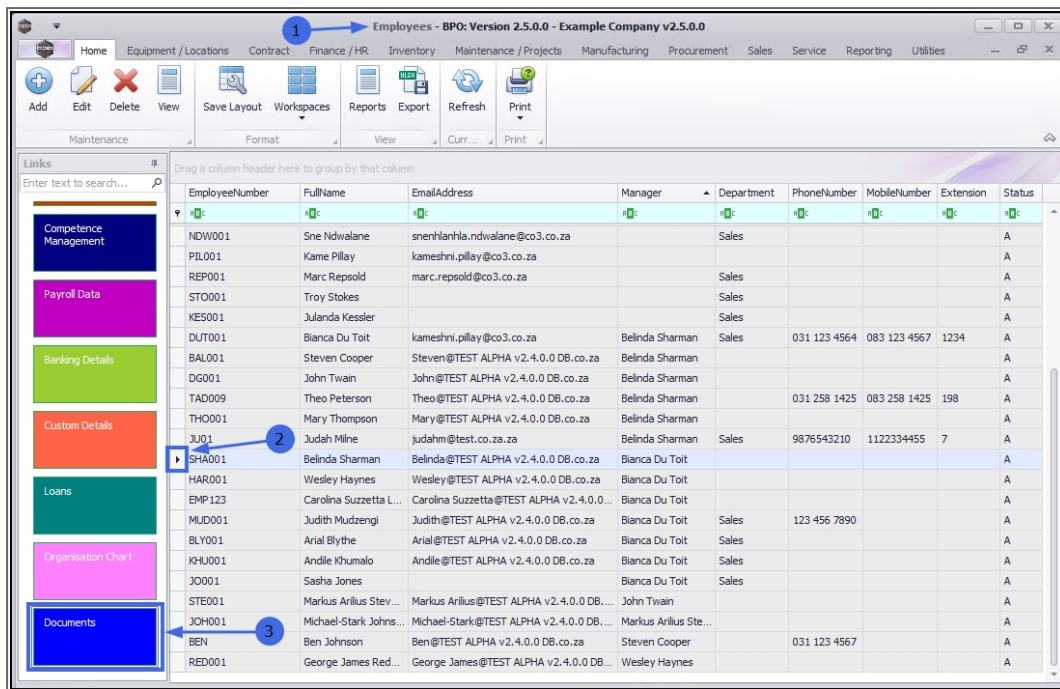 1
Employees - BPO: Version 2.5.0.0 - Example Company v2.5.0.0
Home Equipment / Locations Contract Finance / HR Inventory Maintenance / Projects Manufacturing Procurement Sales Service Reporting Utilities
Add Edit Delete View Save Layout Workspaces Reports Export Refresh Print
Maintenance Format View Curr... Print
Links
Enter text to search...
Drag a column header here to group by that column
Competence
Management
Payroll Data
Banking Details
Custom Details
Loans
Organisation Chart
Documents
2
3
EmployeeNumber FullName EmailAddress Manager Department PhoneNumber MobileNumber Extension Status
NDW001 Sne Ndwalane snenhlanhla.ndwalane@co3.co.za Sales A
PIL001 Kame Pillay kameshni.pillay@co3.co.za A
REP001 Marc Repsold marc.repsold@co3.co.za Sales A
STO001 Troy Stokes Sales A
KES001 Julanda Kessler Sales A
DUT001 Bianca Du Toit kameshni.pillay@co3.co.za Belinda Sharman Sales 031 123 4564 083 123 4567 1234 A
BAL001 Steven Cooper Steven@TEST ALPHA v2.4.0.0 DB.co.za Belinda Sharman A
DG001 John Twain John@TEST ALPHA v2.4.0.0 DB.co.za Belinda Sharman A
TAD009 Theo Peterson Theo@TEST ALPHA v2.4.0.0 DB.co.za Belinda Sharman 031 258 1425 083 258 1425 198 A
THO001 Mary Thompson Mary@TEST ALPHA v2.4.0.0 DB.co.za Belinda Sharman A
JU01 Judah Milne judahm@test.co.za.za Belinda Sharman Sales 9876543210 1122334455 7 A
SHA001 Belinda Sharman Belinda@TEST ALPHA v2.4.0.0 DB.co.za Bianca Du Toit A
HAR001 Wesley Haynes Wesley@TEST ALPHA v2.4.0.0 DB.co.za Bianca Du Toit A
EMP123 Carolina Suzzetta L... Carolina Suzzetta@TEST ALPHA v2.4.0.0... Bianca Du Toit A
MUD001 Judith Mudzengi Judith@TEST ALPHA v2.4.0.0 DB.co.za Bianca Du Toit Sales 123 456 7890 A
BLY001 Arial Blythe Arial@TEST ALPHA v2.4.0.0 DB.co.za Bianca Du Toit Sales A
KHU001 Andile Khumalo Andile@TEST ALPHA v2.4.0.0 DB.co.za Bianca Du Toit Sales A
JO001 Sasha Jones Bianca Du Toit Sales A
STE001 Markus Arilius Stev... Markus Arilius@TEST ALPHA v2.4.0.0 DB.... John Twain A
JOH001 Michael-Stark Johns... Michael-Stark@TEST ALPHA v2.4.0.0 DB.... Markus Arilius Ste... A
BEN Ben Johnson Ben@TEST ALPHA v2.4.0.0 DB.co.za Steven Cooper 031 123 4567 A
RED001 George James Red... George James@TEST ALPHA v2.4.0.0 DB... Wesley Haynes A